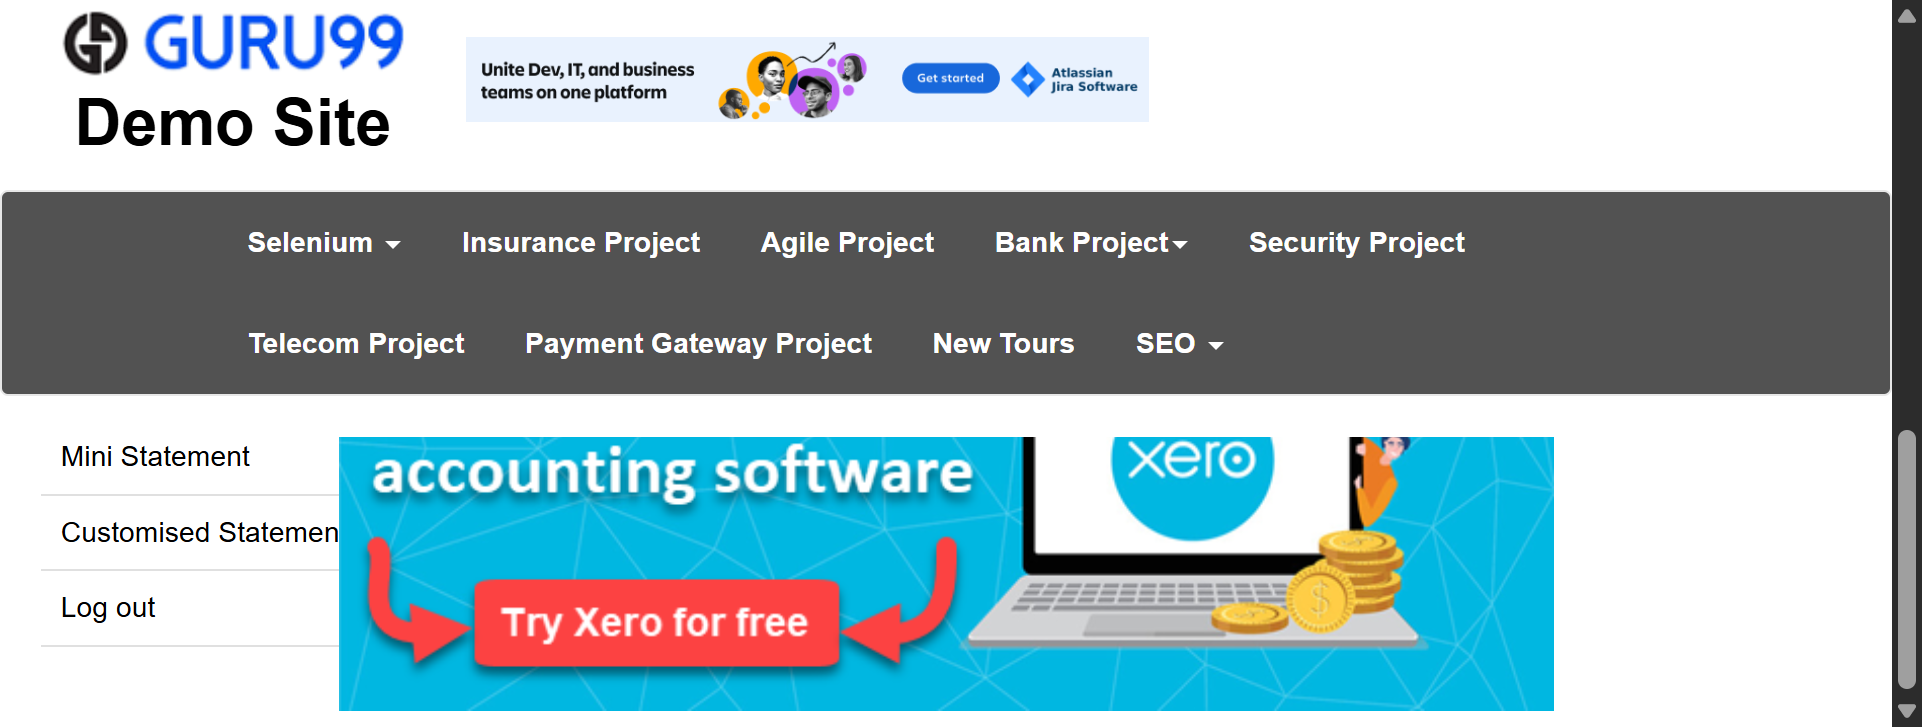 GURU99
Demo Site
Unite Dev, IT, and business
teams on one platform
Get started
Atlassian
Jira Software
Selenium
Insurance Project
Agile Project
Bank Project
Security Project
Telecom Project
Payment Gateway Project
New Tours
SEO
Mini Statement
Customised Statemen
Log out
accounting software
xero
Try Xero for free